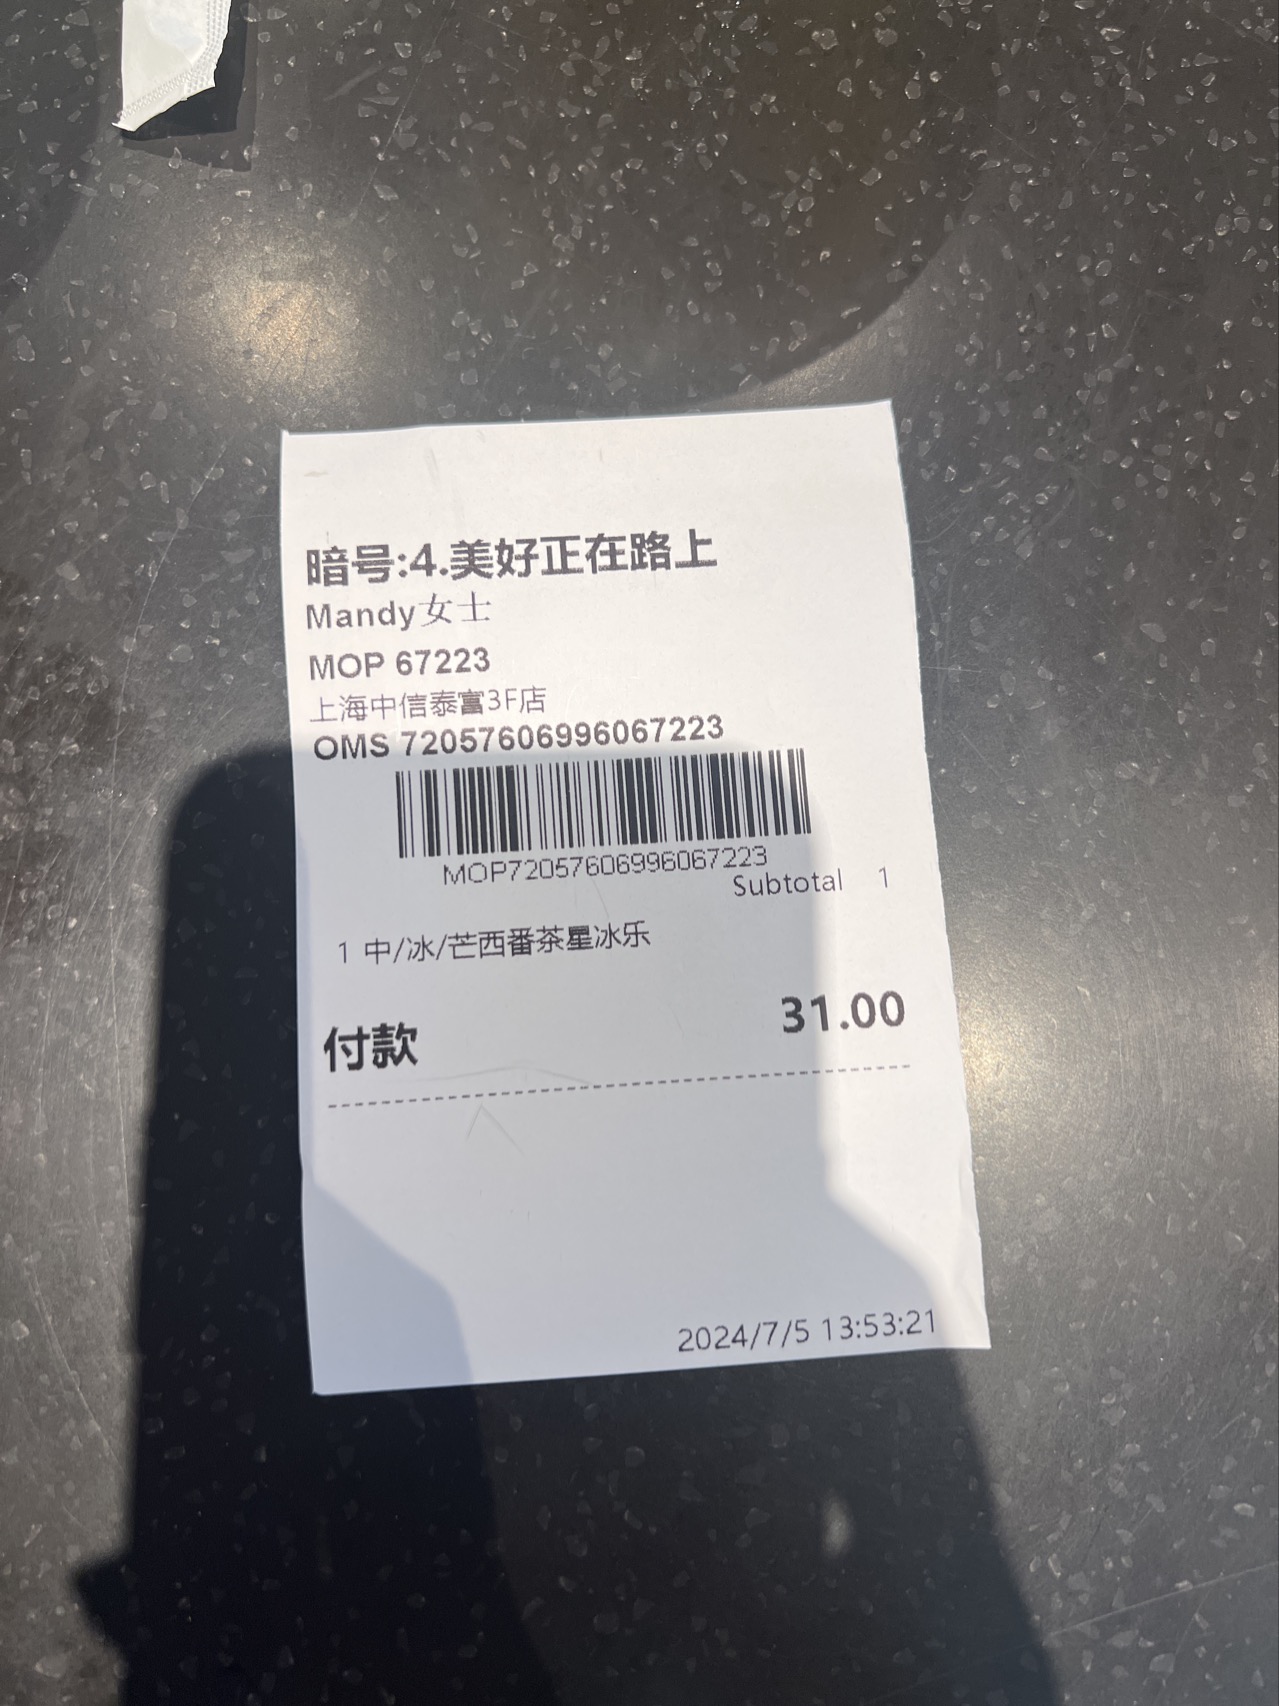 暗号:4.美好正在路上
Mandy女士
MOP 67223
上海中信泰富3F店
OMS 72057606996067223
MOP72057606996067223
Subtotal 1
1 中/冰/芒西番茶星冰乐
付款 31.00
2024/7/5 13:53:21